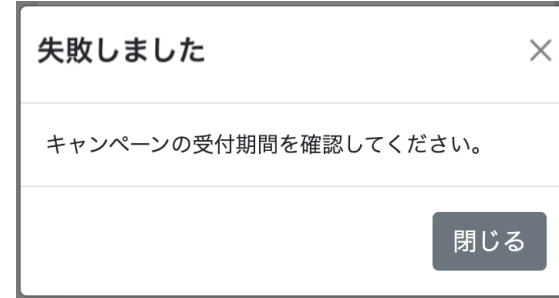 失敗しました
キャンペーンの受付期間を確認してください。
閉じる